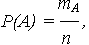 P(A) = m_A / n,